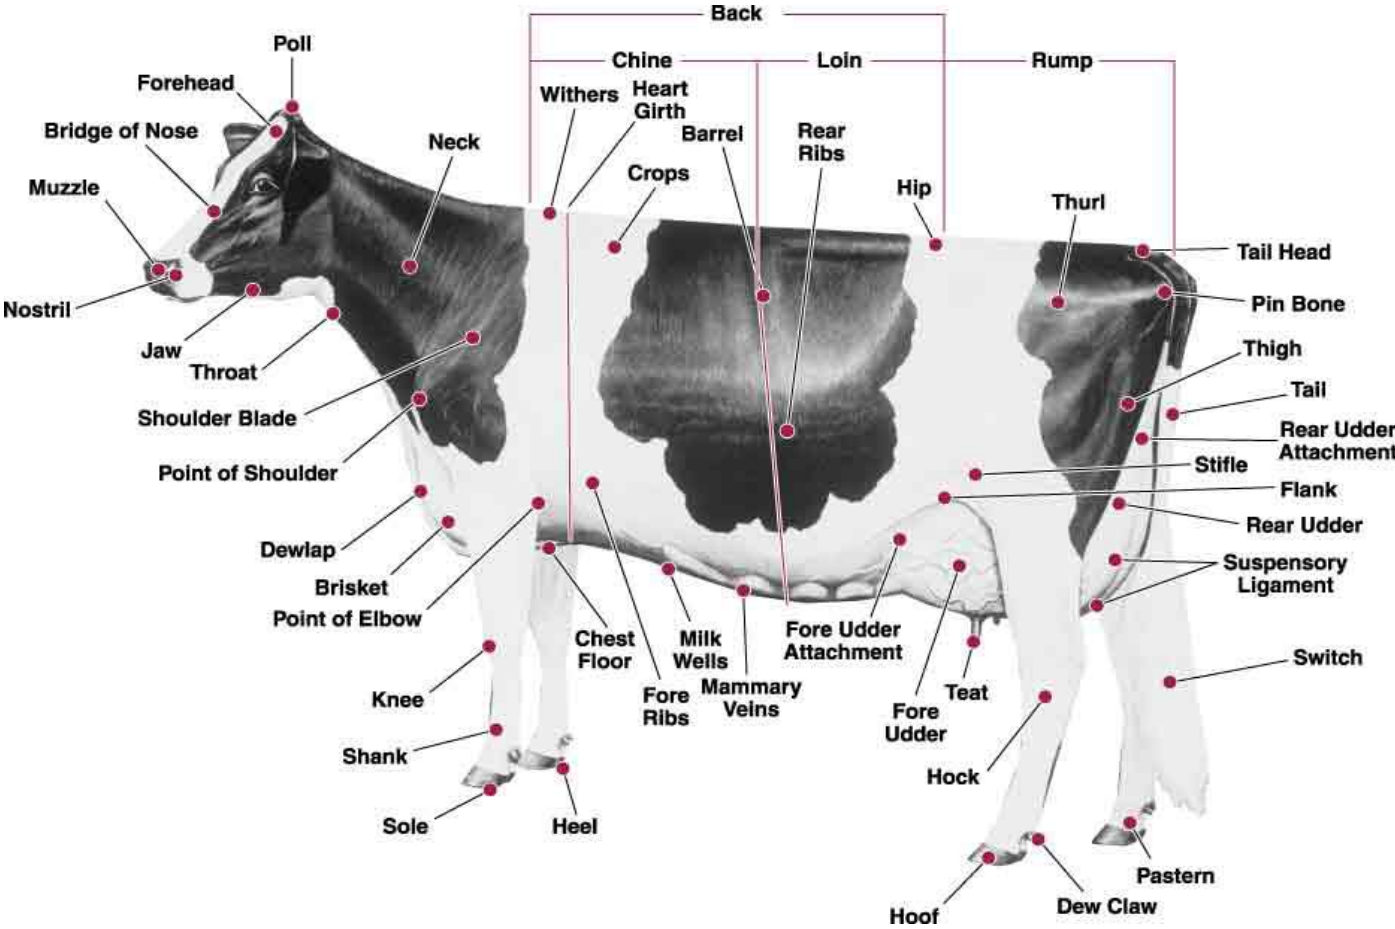 Back
Chine
Loin
Rump
Poll
Forehead
Bridge of Nose
Muzzle
Nostril
Jaw
Throat
Shoulder Blade
Point of Shoulder
Dewlap
Brisket
Point of Elbow
Knee
Shank
Sole
Heel
Neck
Withers
Heart
Girth
Crops
Barrel
Rear
Ribs
Hip
Thurl
Tail Head
Pin Bone
Thigh
Tail
Rear Udder
Attachment
Stifle
Flank
Rear Udder
Suspensory
Ligament
Switch
Chest
Floor
Fore
Ribs
Milk
Wells
Mammary
Veins
Fore Udder
Attachment
Fore
Udder
Teat
Hock
Hoof
Dew Claw
Pastern